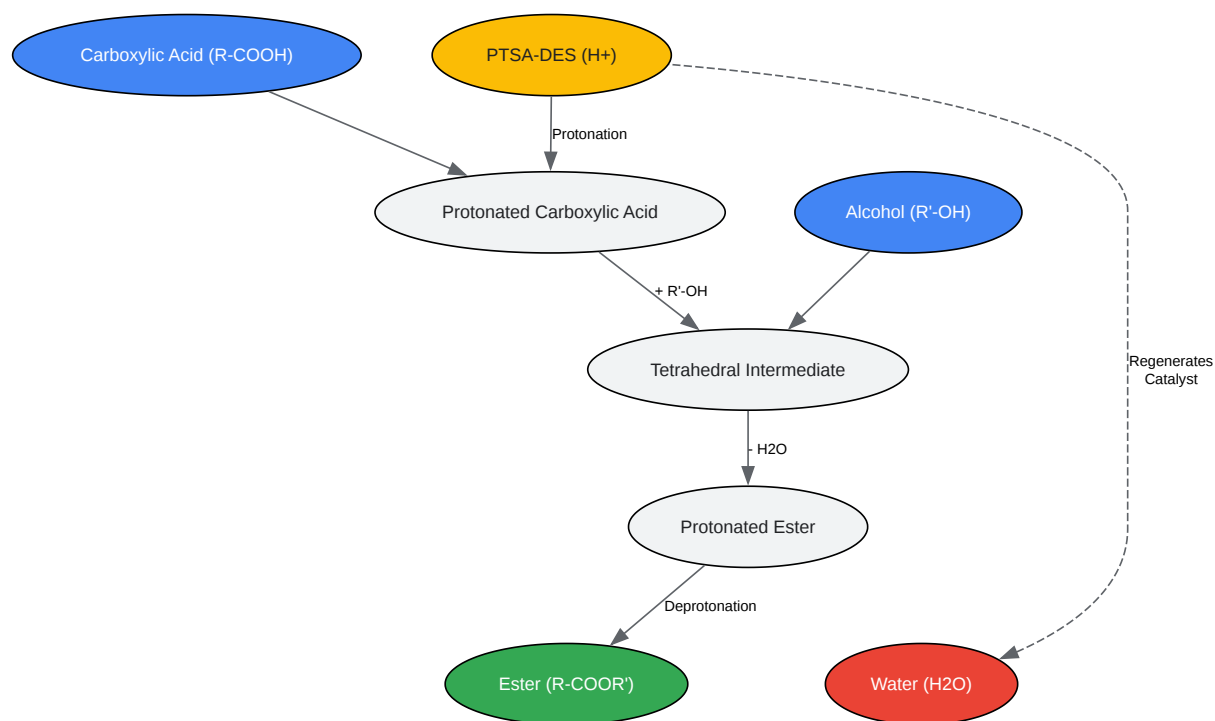 Carboxylic Acid (R-COOH)
PTSA-DES (H+)
Protonation
Protonated Carboxylic Acid
Alcohol (R'-OH)
+ R'-OH
Tetrahedral Intermediate
Regenerates
Catalyst
- H2O
Protonated Ester
Deprotonation
Ester (R-COOR')
Water (H2O)